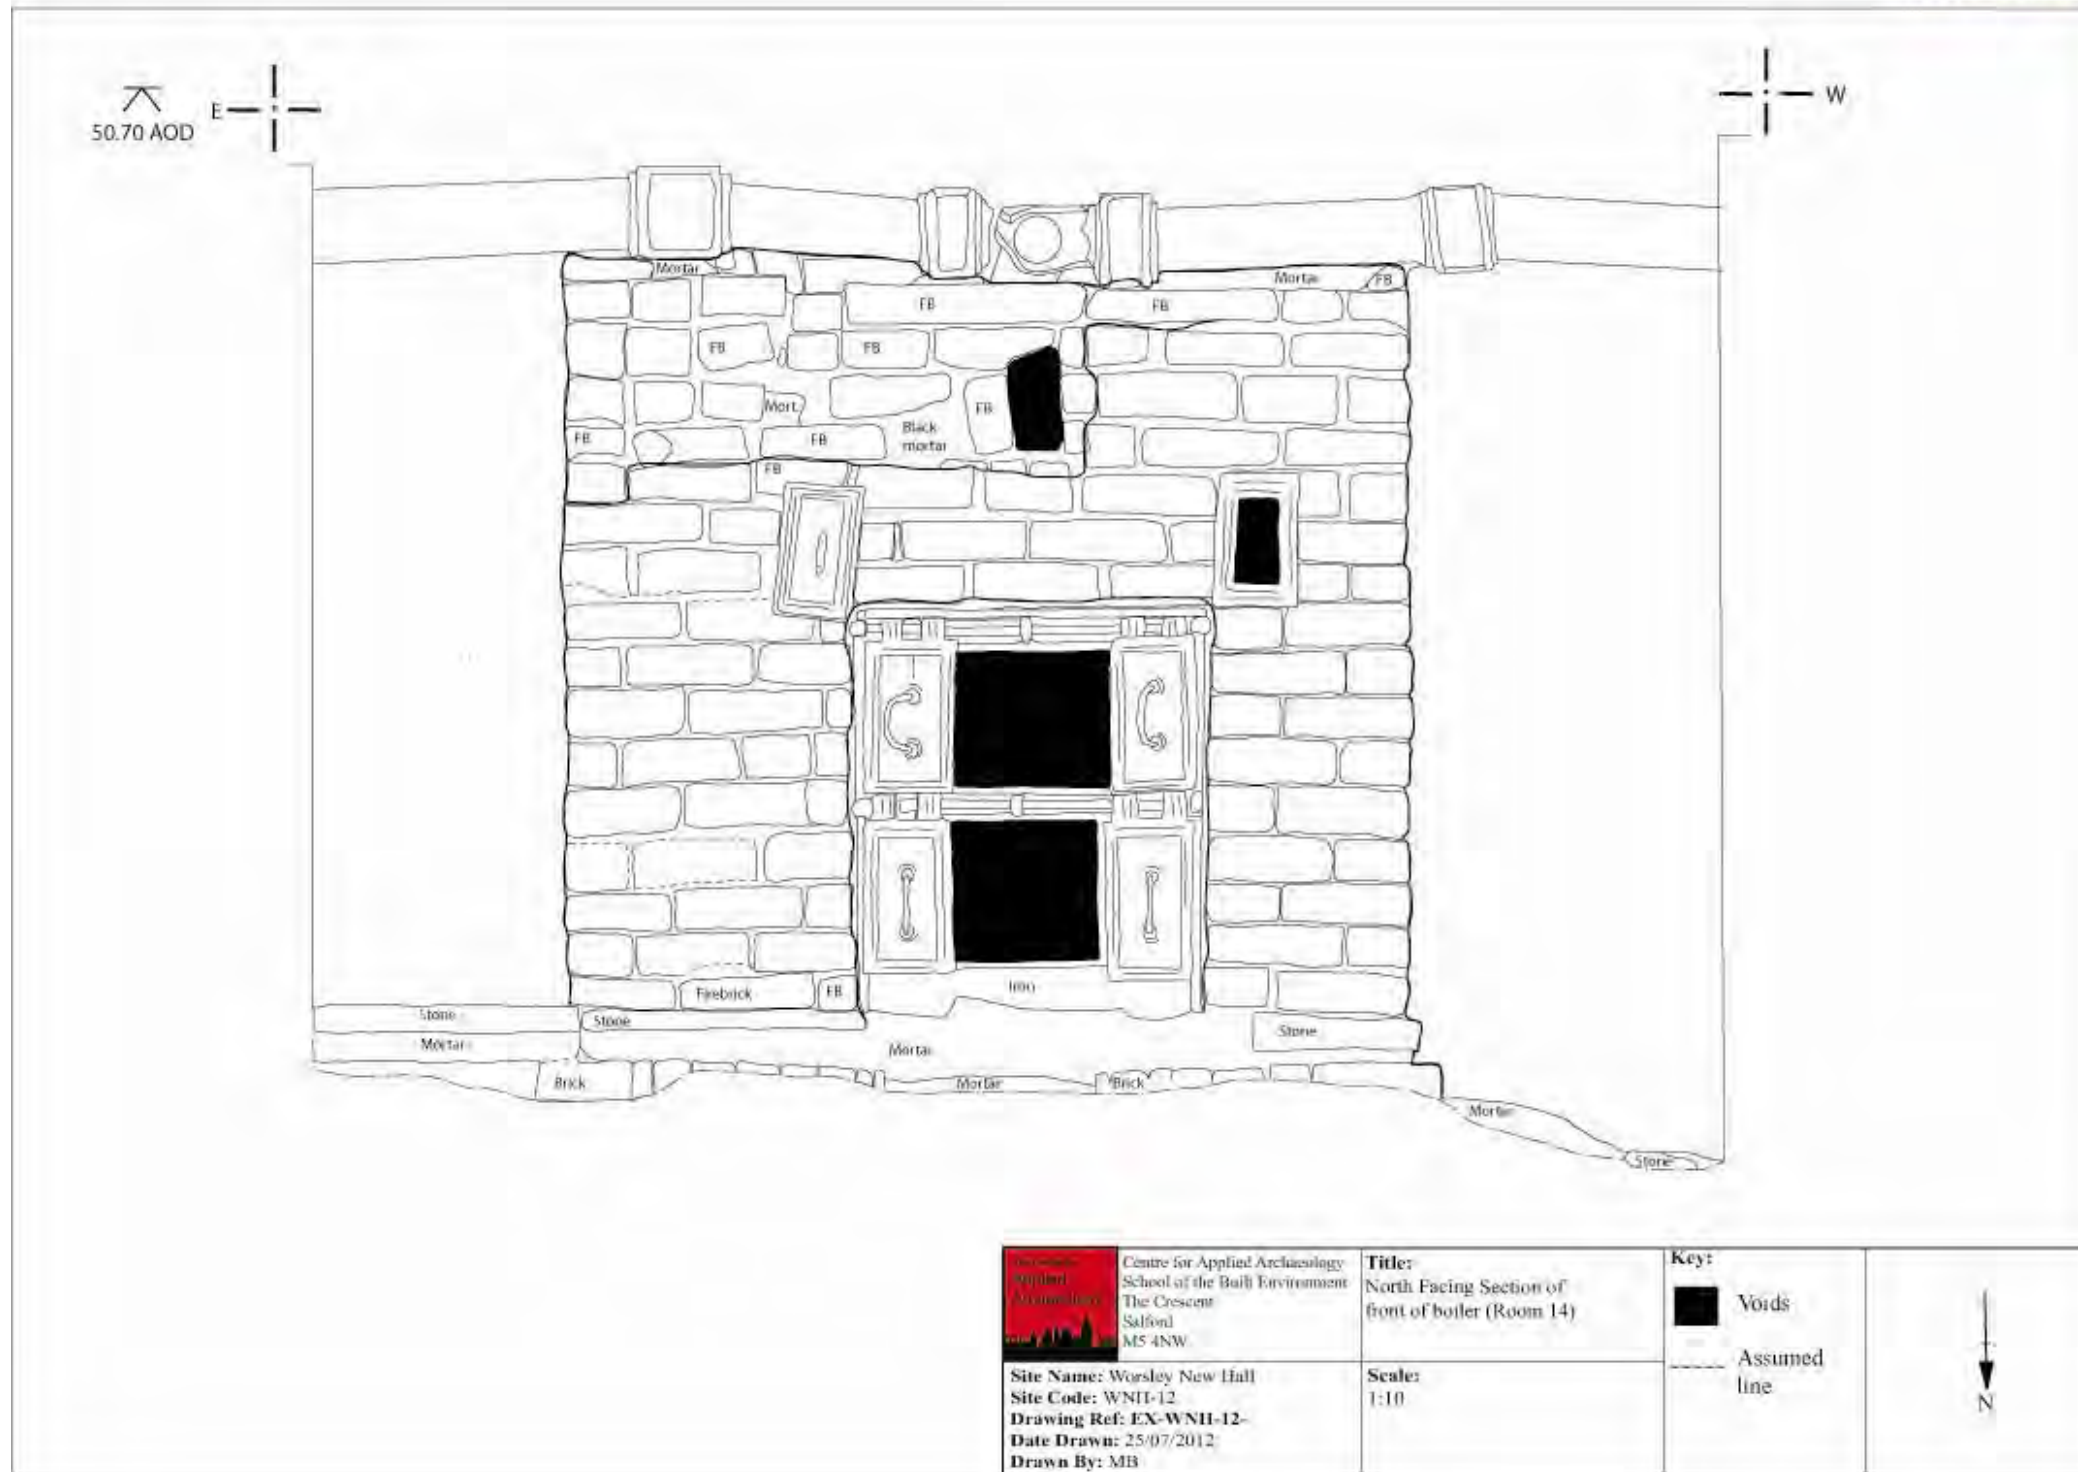 E
W
50.70 AOD
Mortar
Mortar
FB
FB
FB
FB
FB
Mort.
FB
FB
FB
Black
mortar
FB
Firebrick
FB
Iron
Stone
Stone
Stone
Mortar
Mortar
Brick
Mortar
Brick
Mortar
Stone
Applied
Centre for Applied Archaeology
School of the Built Environment
The Crescent
Salford
M5 4NW
Title:
North Facing Section of
front of boiler (Room 14)
Key:
Voids
Assumed
line
N
Site Name: Worsley New Hall
Site Code: WNH-12
Drawing Ref: EX-WNH-12-
Date Drawn: 25/07/2012
Drawn By: MB
Scale:
1:10